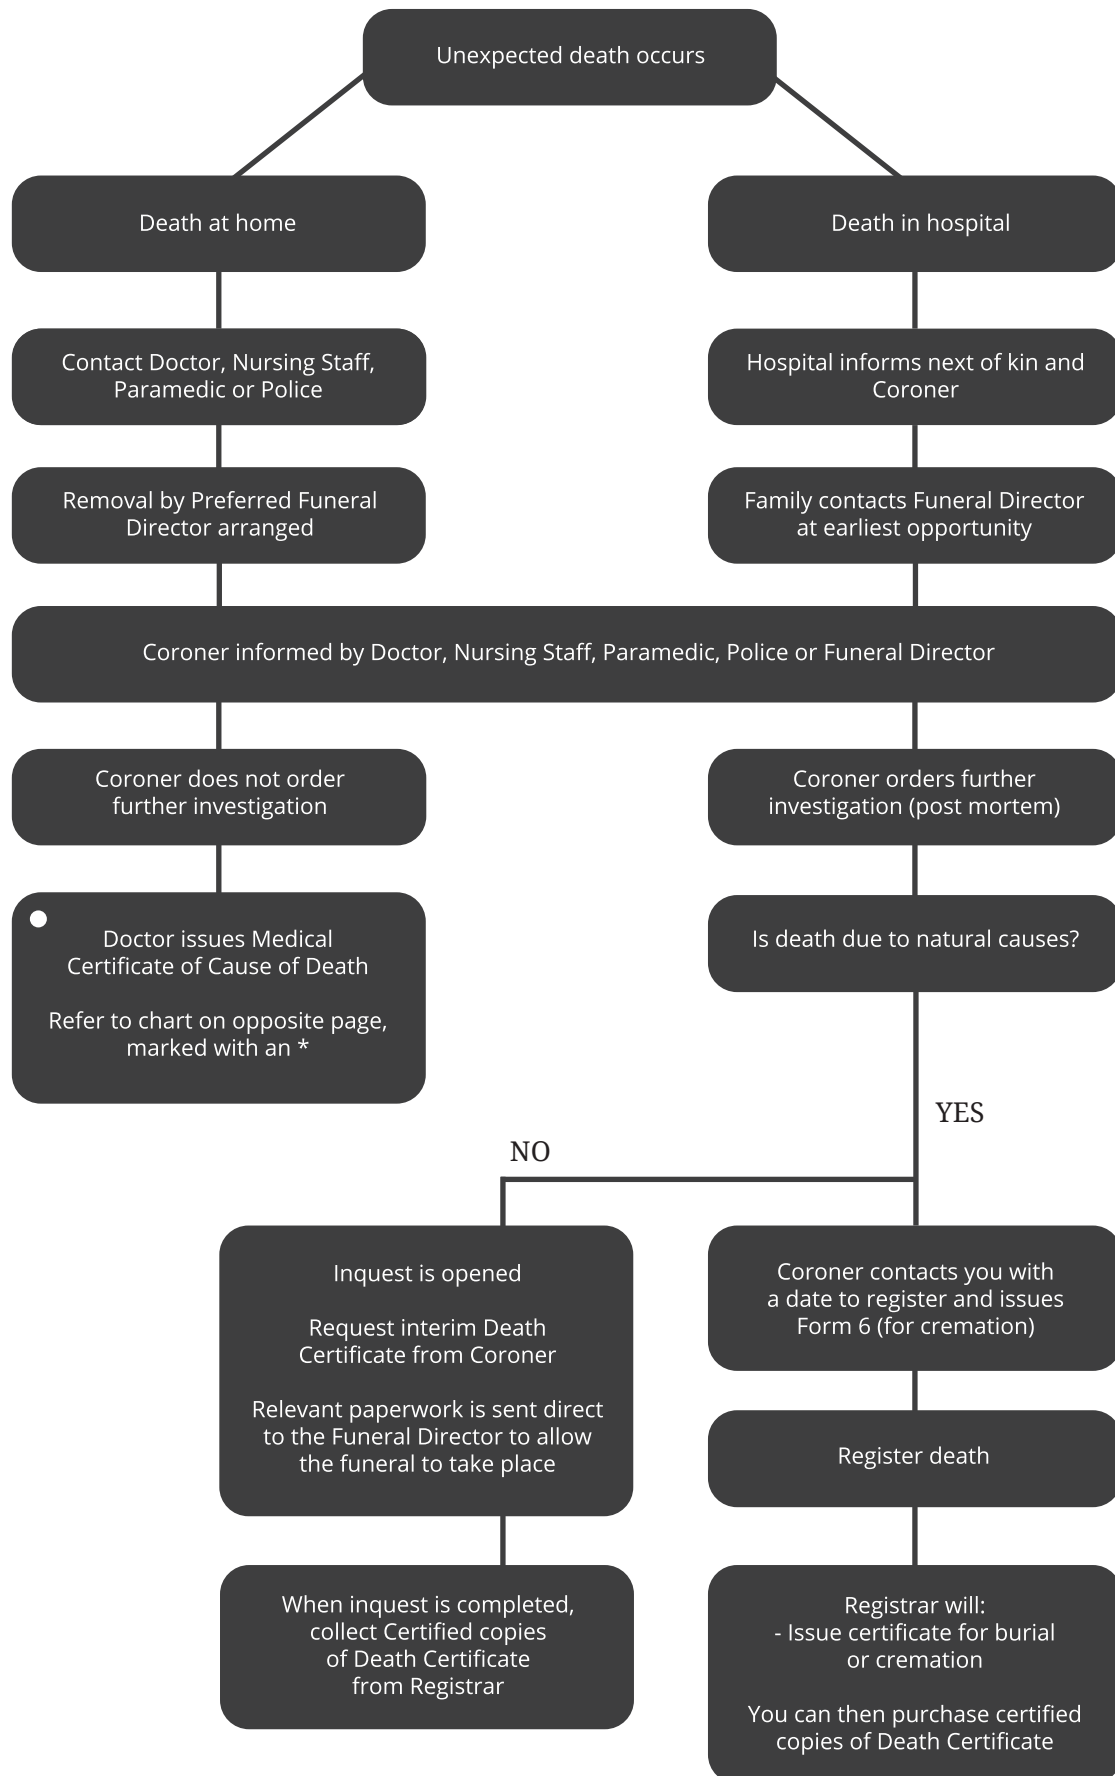 Unexpected death occurs
Death at home
Death in hospital
Contact Doctor, Nursing Staff,
Paramedic or Police
Hospital informs next of kin and
Coroner
Removal by Preferred Funeral
Director arranged
Family contacts Funeral Director
at earliest opportunity
Coroner informed by Doctor, Nursing Staff, Paramedic, Police or Funeral Director
Coroner does not order
further investigation
Coroner orders further
investigation (post mortem)
Doctor issues Medical
Certificate of Cause of Death
Refer to chart on opposite page,
marked with an *
Is death due to natural causes?
YES
NO
Inquest is opened
Request interim Death
Certificate from Coroner
Relevant paperwork is sent direct
to the Funeral Director to allow
the funeral to take place
Coroner contacts you with
a date to register and issues
Form 6 (for cremation)
Register death
When inquest is completed,
collect Certified copies
of Death Certificate
from Registrar
Registrar will:
- Issue certificate for burial
or cremation
You can then purchase certified
copies of Death Certificate